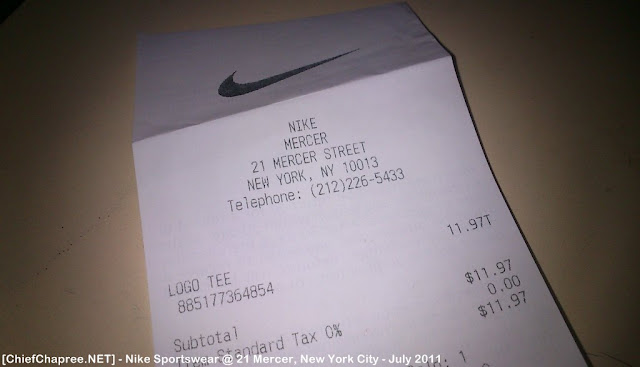 NIKE
MERCER
21 MERCER STREET
NEW YORK, NY 10013
Telephone: (212)226-5433
11.97T
LOGO TEE
885177364854
Subtotal $11.97
Item Standard Tax 0% 0.00
$11.97
: 1
[ChiefChapree.NET] - Nike Sportswear @ 21 Mercer, New York City - July 2011